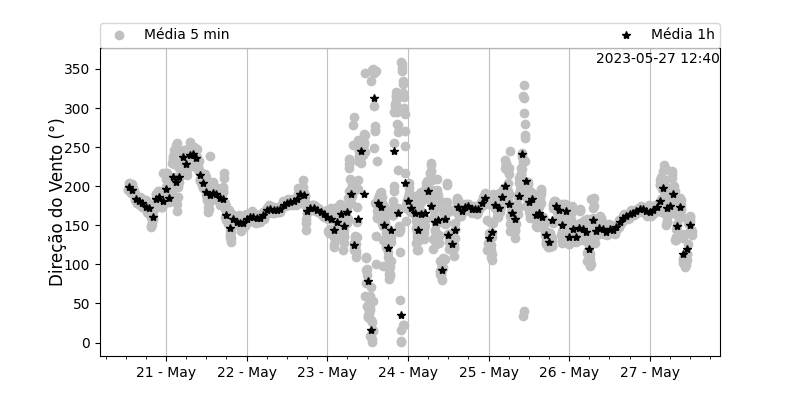 Média 5 min
Média 1h
2023-05-27 12:40
Direção do Vento (°)
350
300
250
200
150
100
50
0
21 - May
22 - May
23 - May
24 - May
25 - May
26 - May
27 - May